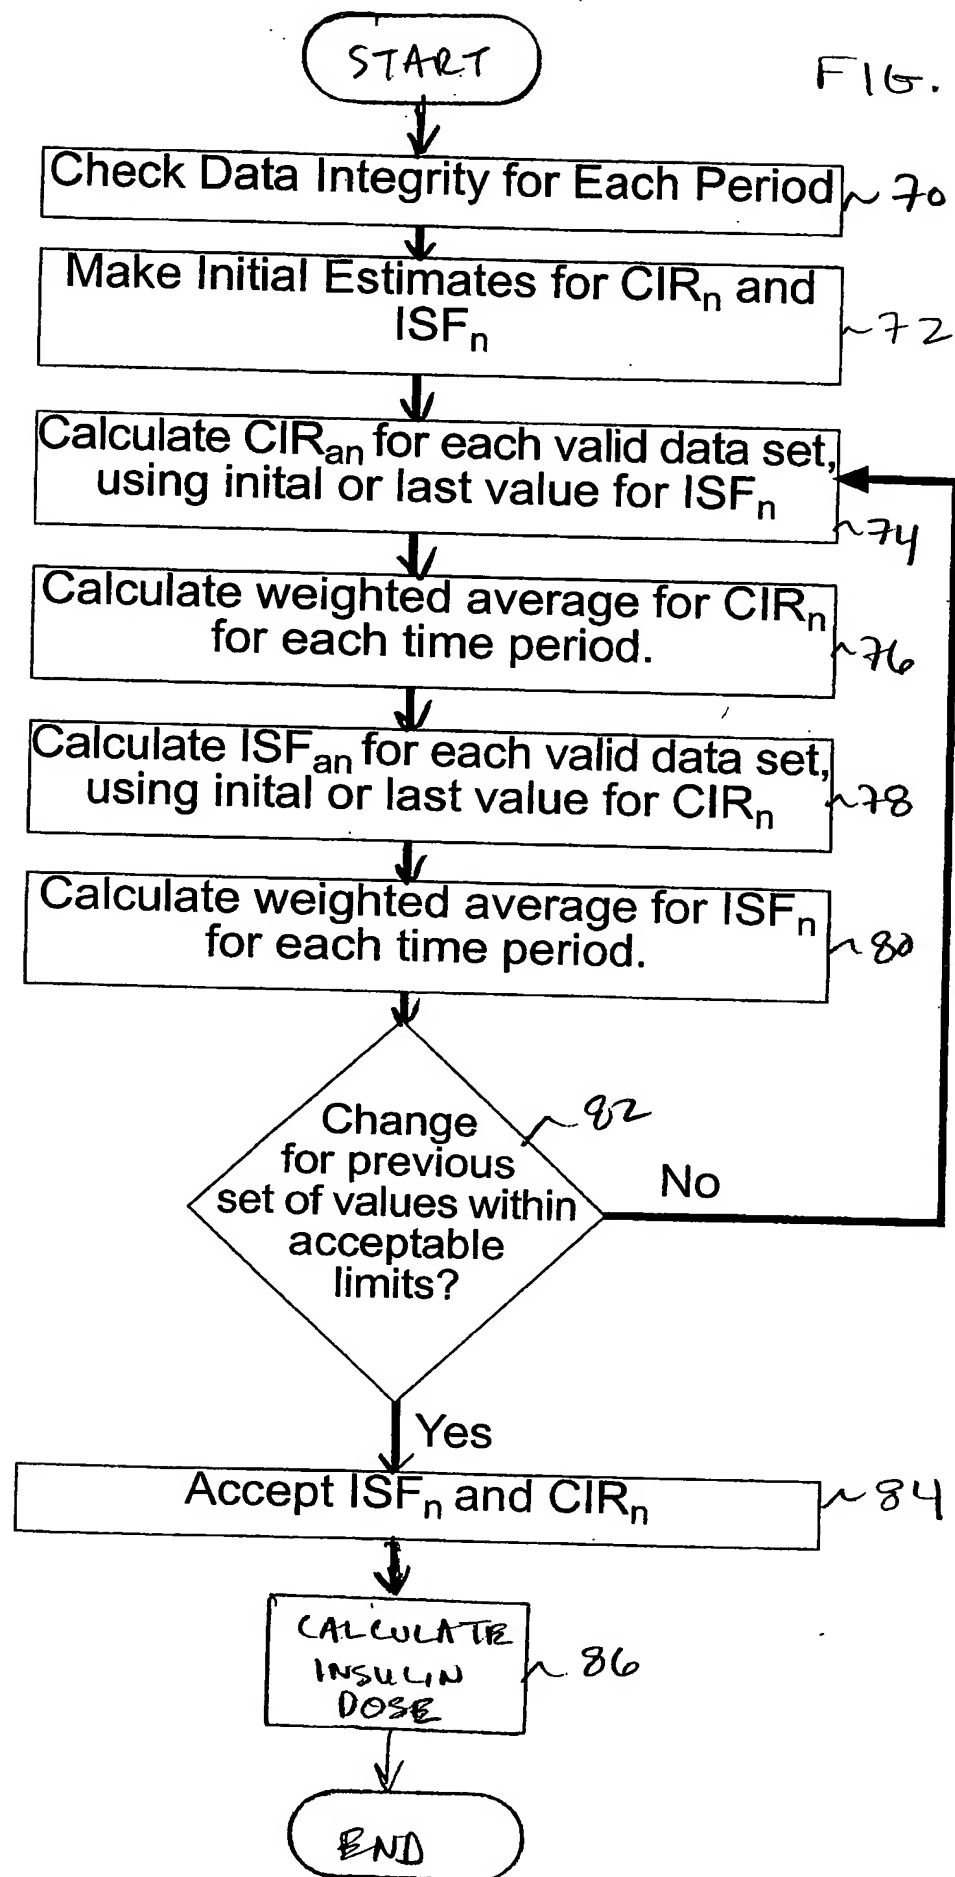 START
FIG.
Check Data Integrity for Each Period
~70
Make Initial Estimates for CIRn and
ISFn
~72
Calculate CIRan for each valid data set,
using inital or last value for ISFn
~74
Calculate weighted average for CIRn
for each time period.
~76
Calculate ISFan for each valid data set,
using inital or last value for CIRn
~78
Calculate weighted average for ISFn
for each time period.
~80
Change
for previous
set of values within
acceptable
limits?
~82
No
Yes
Accept ISFn and CIRn
~84
CALCULATE
INSULIN
DOSE
~86
END